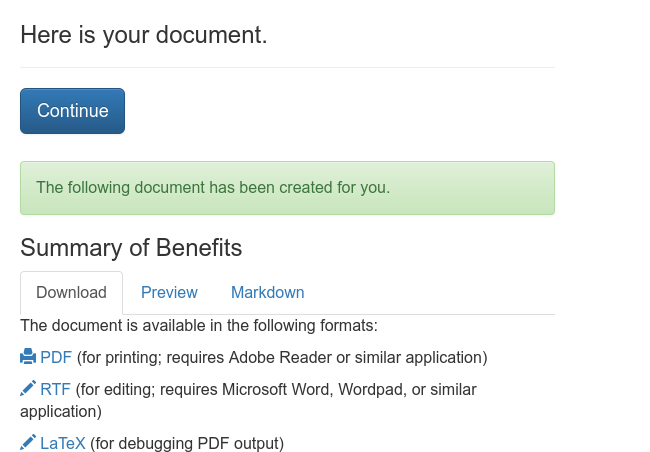 Here is your document.
Continue
The following document has been created for you.
Summary of Benefits
Download Preview Markdown
The document is available in the following formats:
PDF (for printing; requires Adobe Reader or similar application)
RTF (for editing; requires Microsoft Word, Wordpad, or similar
application)
LaTeX (for debugging PDF output)